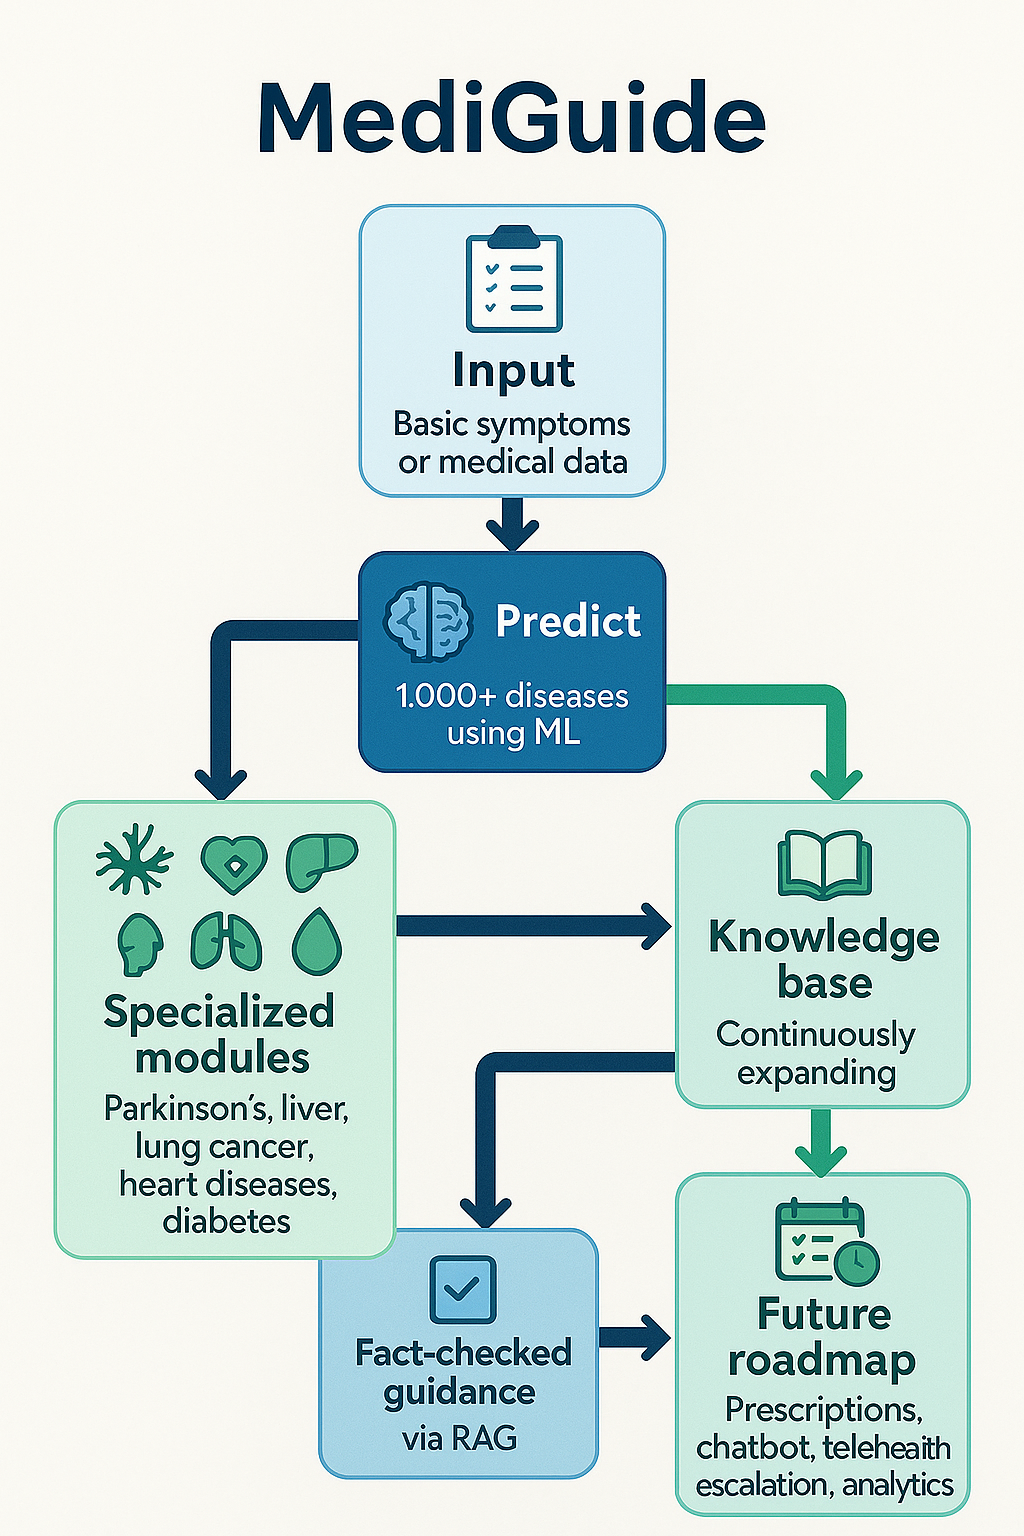 MediGuide
Input
Basic symptoms
or medical data
Predict
1.000+ diseases
using ML
Specialized
modules
Parkinson's, liver,
lung cancer,
heart diseases,
diabetes
Knowledge
base
Continuously
expanding
Fact-checked
guidance
via RAG
Future
roadmap
Prescriptions,
chatbot, telehealth
escalation, analytics